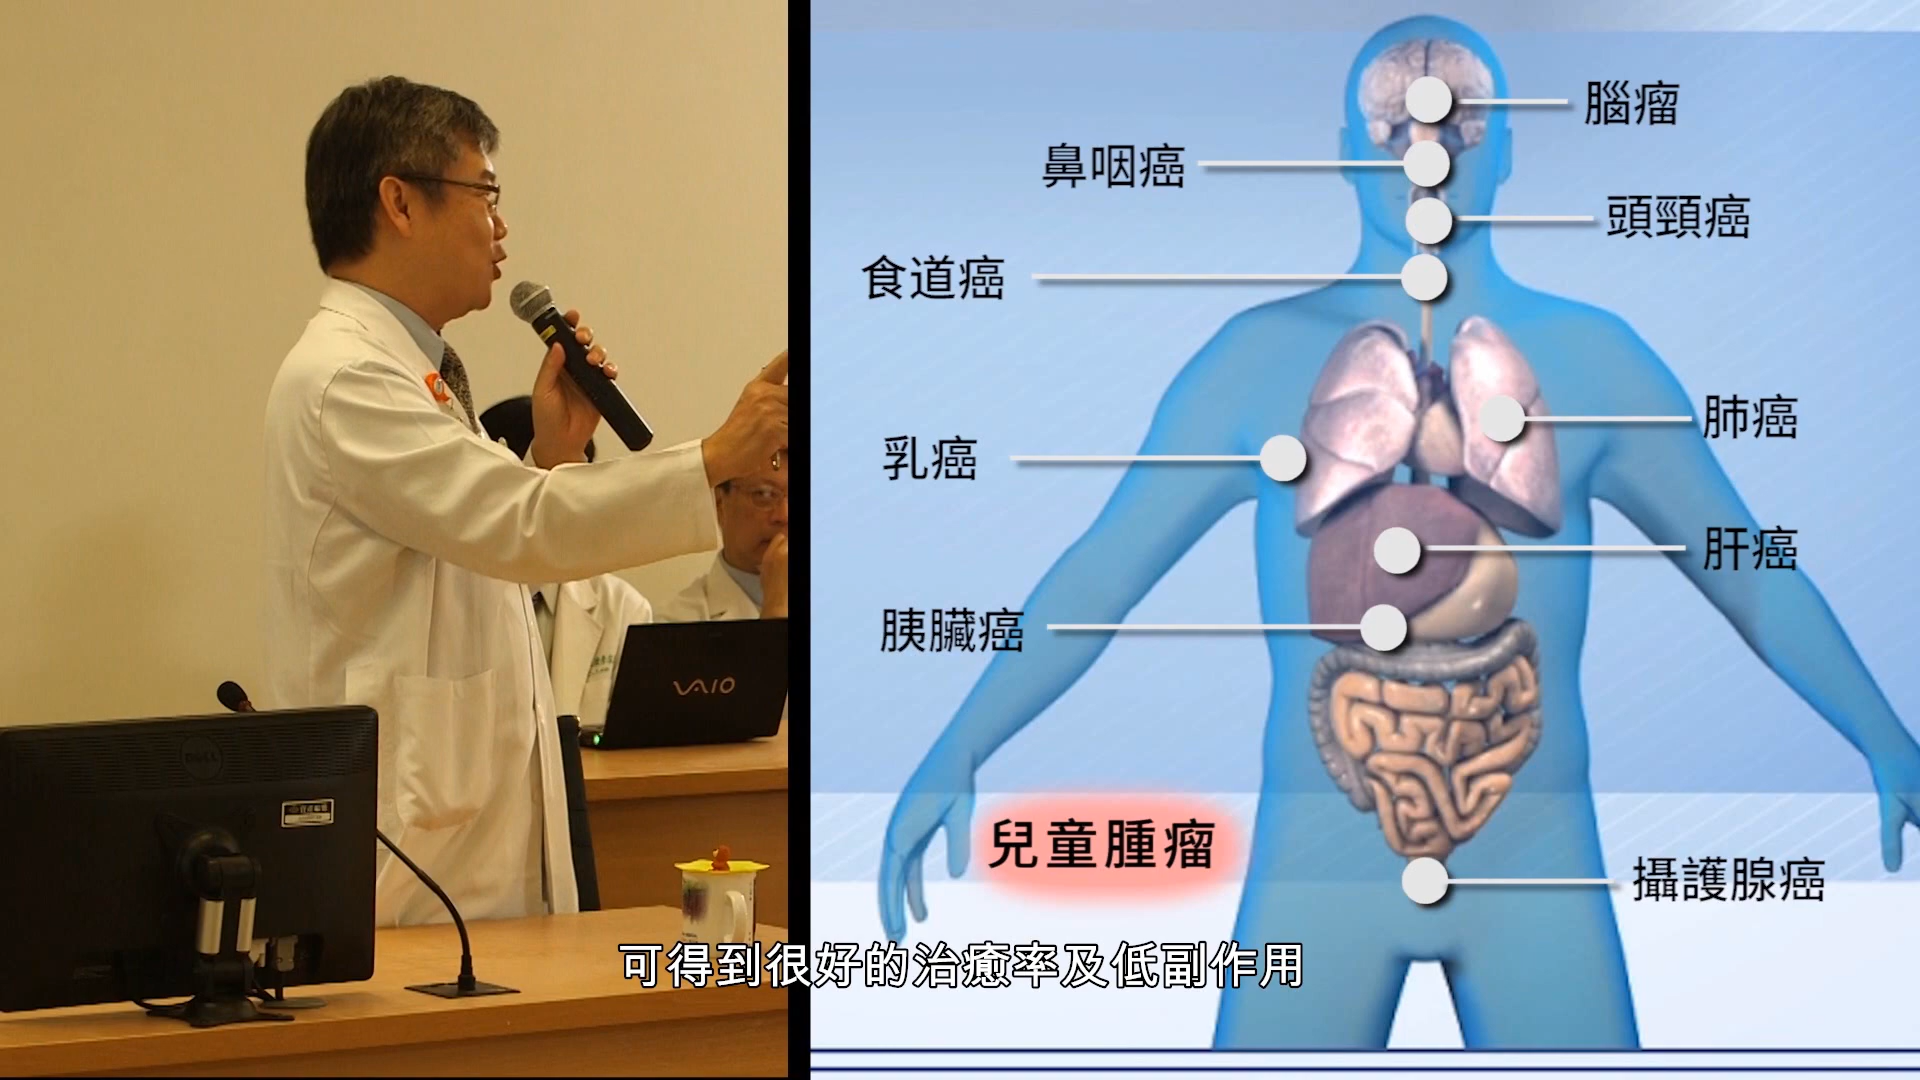 腦瘤
鼻咽癌
頭頸癌
食道癌
肺癌
乳癌
肝癌
胰臟癌
VAIO
DELL
兒童腫瘤
攝護腺癌
可得到很好的治癒率及低副作用